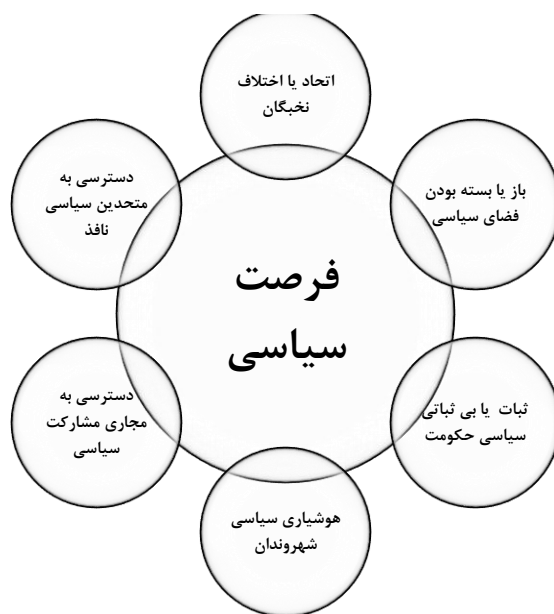 اتحاد یا اختلاف
نخبگان
باز یا بسته بودن
فضای سیاسی
ثبات یا بی ثباتی
سیاسی حکومت
هوشیاری سیاسی
شهروندان
دسترسی به
مجاری مشارکت
سیاسی
دسترسی به
متحدین سیاسی
نافذ
فرصت
سیاسی